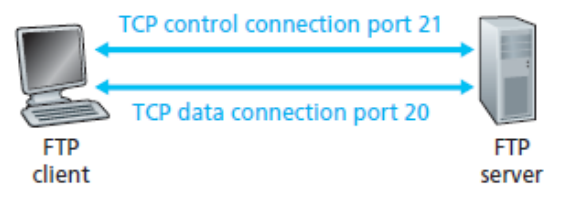 TCP control connection port 21
TCP data connection port 20
FTP
client
FTP
server